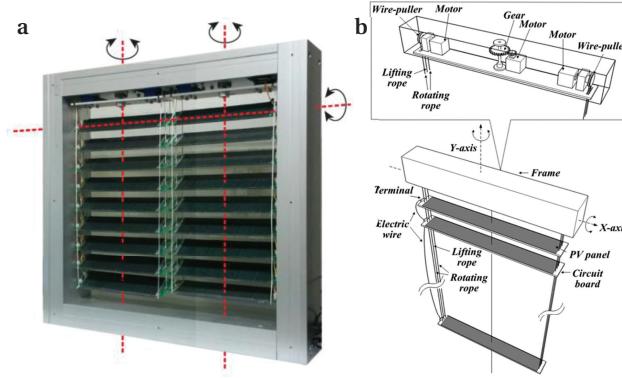 a
b
Wire-puller
Motor
Gear
Motor
Motor
Wire-pulle
Lifting
rope
Rotating
rope
Y-axis
Frame
Terminal
X-axi
Electric
wire
Lifting
rope
Rotating
rope
PV panel
Circuit
board